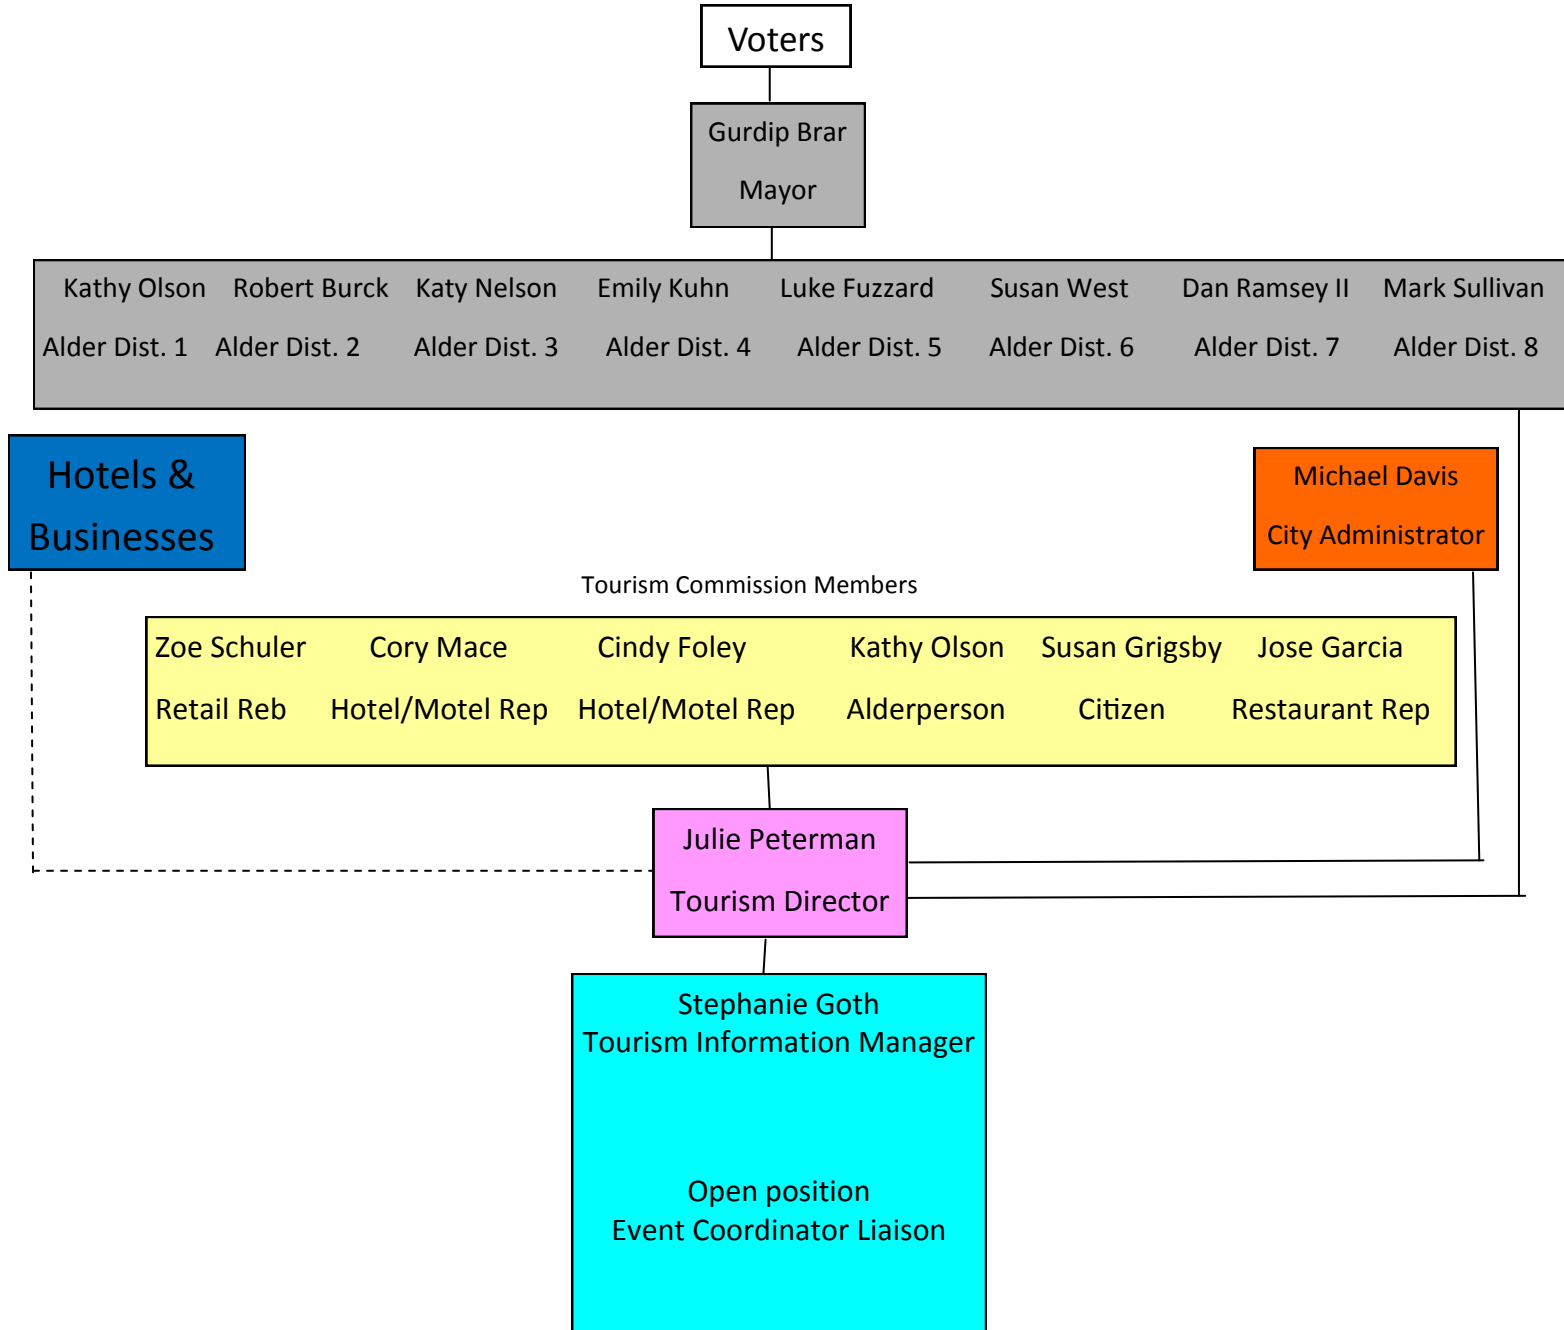 Voters
Gurdip Brar
Mayor
Kathy Olson Robert Burck Katy Nelson Emily Kuhn Luke Fuzzard Susan West Dan Ramsey II Mark Sullivan
Alder Dist. 1 Alder Dist. 2 Alder Dist. 3 Alder Dist. 4 Alder Dist. 5 Alder Dist. 6 Alder Dist. 7 Alder Dist. 8
Hotels &
Businesses
Michael Davis
City Administrator
Tourism Commission Members
Zoe Schuler Cory Mace Cindy Foley Kathy Olson Susan Grigsby Jose Garcia
Retail Reb Hotel/Motel Rep Hotel/Motel Rep Alderperson Citizen Restaurant Rep
Julie Peterman
Tourism Director
Stephanie Goth
Tourism Information Manager
Open position
Event Coordinator Liaison